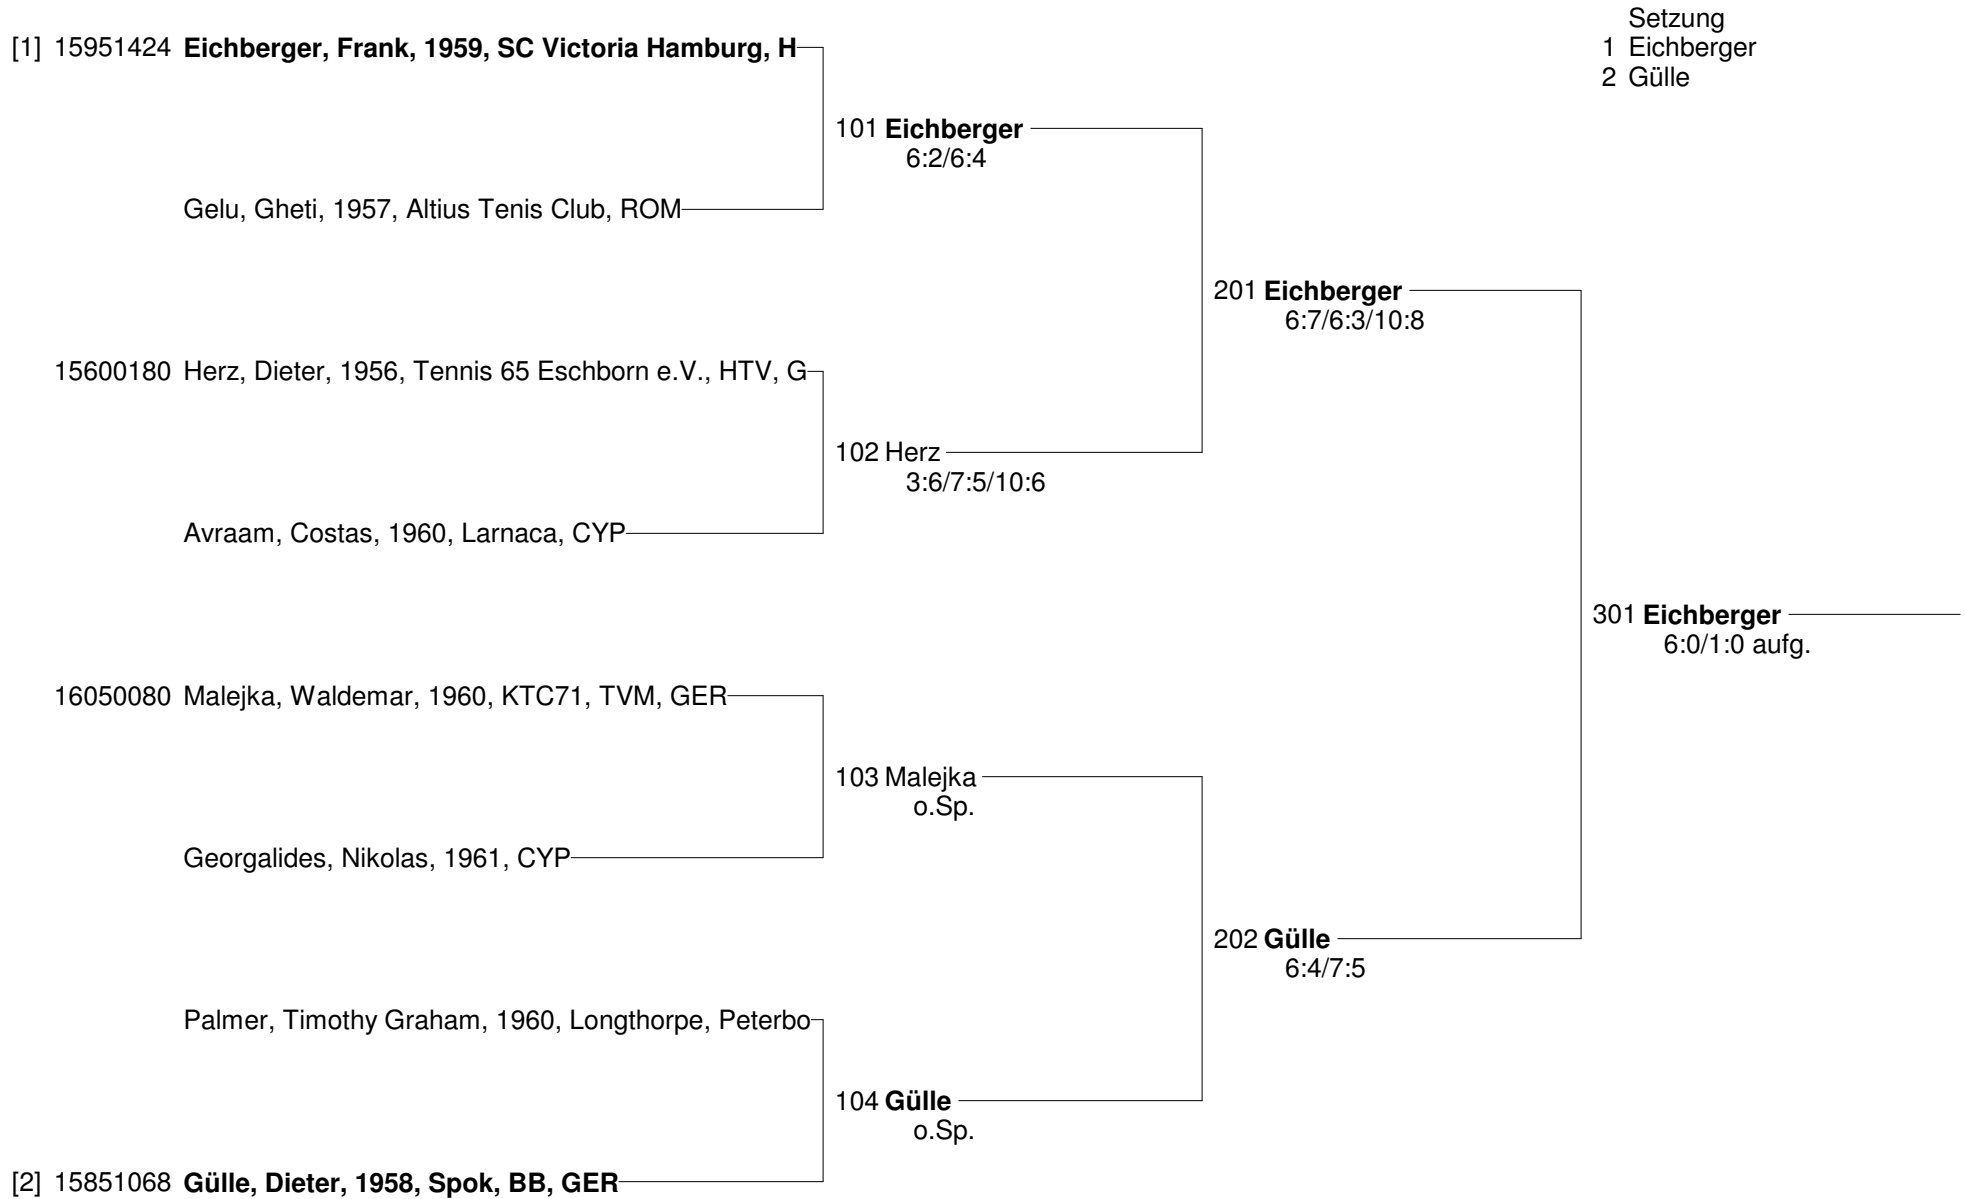 Setzung
1 Eichberger
2 Gülle
[1] 15951424 Eichberger, Frank, 1959, SC Victoria Hamburg, H
101 Eichberger
6:2/6:4
Gelu, Gheti, 1957, Altius Tenis Club, ROM
201 Eichberger
6:7/6:3/10:8
15600180 Herz, Dieter, 1956, Tennis 65 Eschborn e.V., HTV, G
102 Herz
3:6/7:5/10:6
Avraam, Costas, 1960, Larnaca, CYP
301 Eichberger
6:0/1:0 aufg.
16050080 Malejka, Waldemar, 1960, KTC71, TVM, GER
103 Malejka
o.Sp.
Georgalides, Nikolas, 1961, CYP
202 Gülle
6:4/7:5
Palmer, Timothy Graham, 1960, Longthorpe, Peterbo
104 Gülle
o.Sp.
[2] 15851068 Gülle, Dieter, 1958, Spok, BB, GER